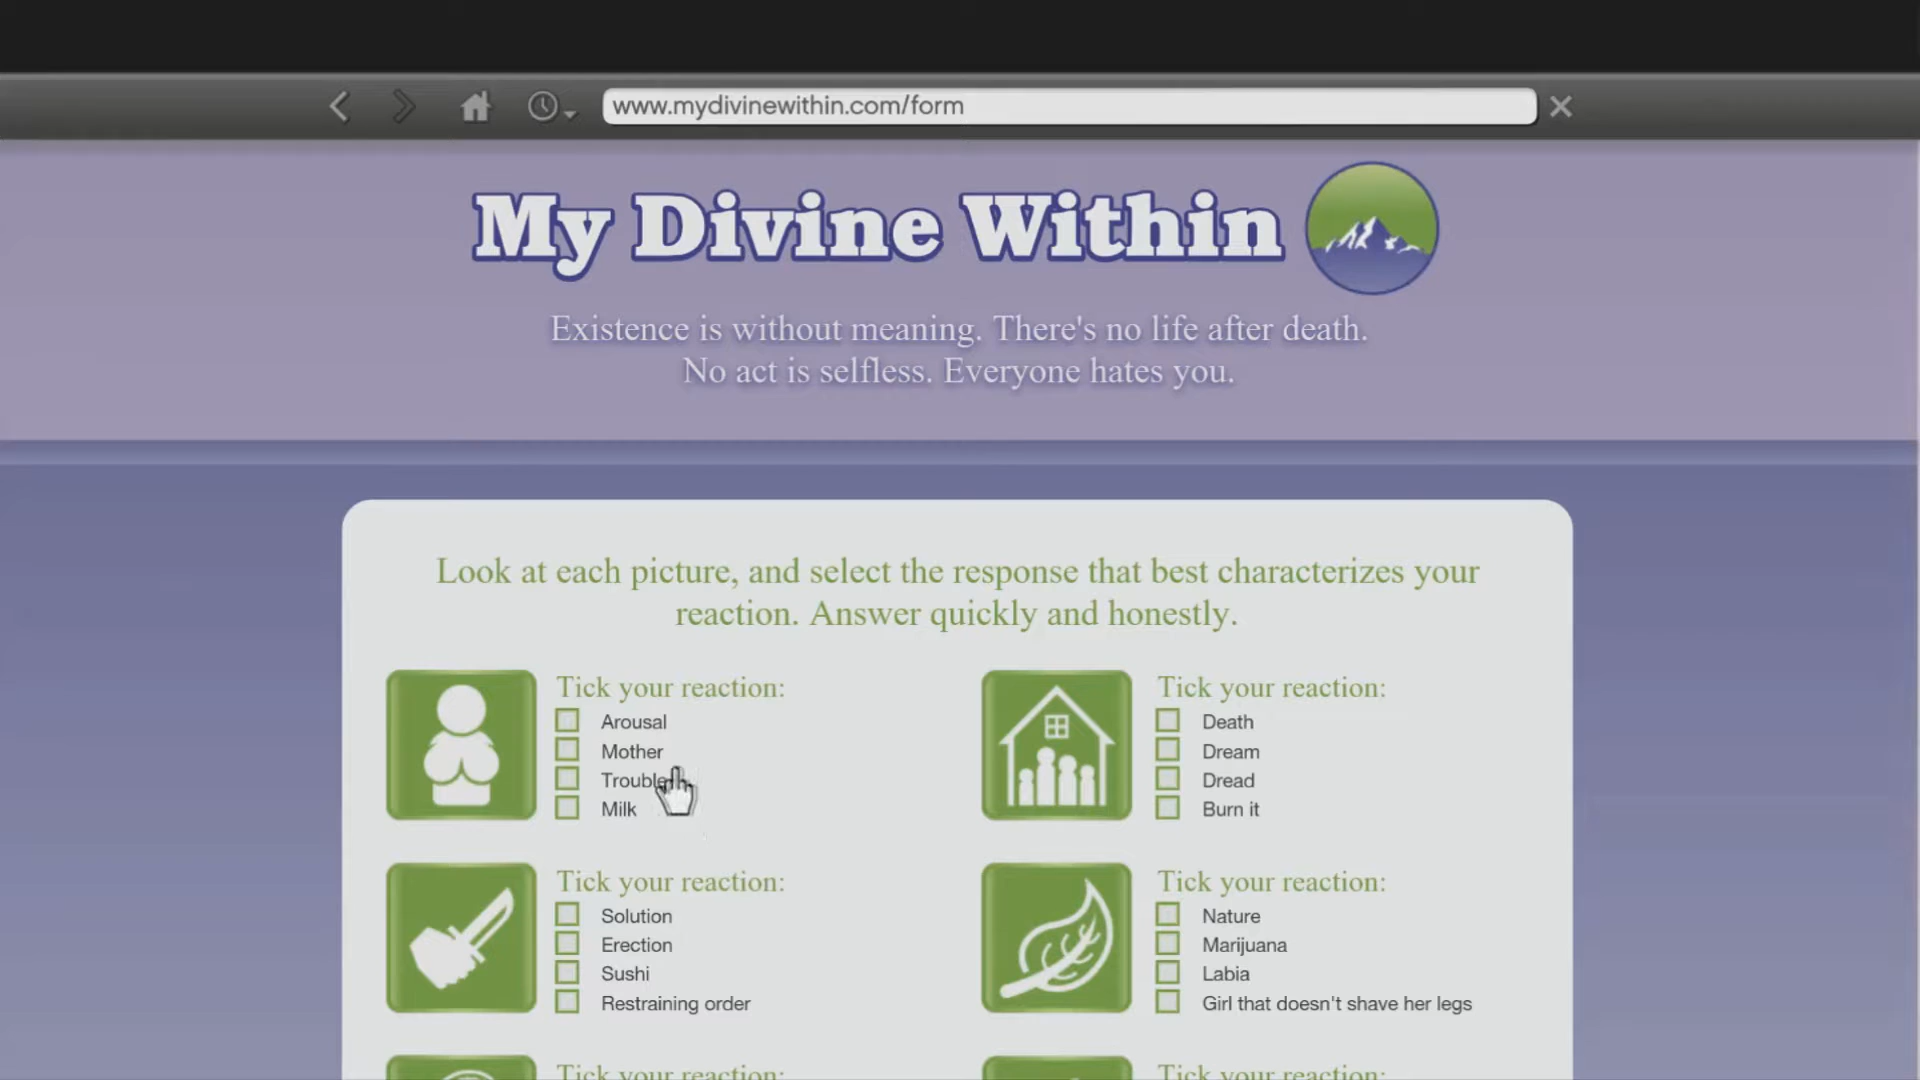 www.mydivinewithin.com/form
My Divine Within
Existence is without meaning. There's no life after death.
No act is selfless. Everyone hates you.
Look at each picture, and select the response that best characterizes your
reaction. Answer quickly and honestly.
Tick your reaction:
Arousal
Mother
Trouble
Milk
Tick your reaction:
Death
Dream
Dread
Burn it
Tick your reaction:
Solution
Erection
Sushi
Restraining order
Tick your reaction:
Nature
Marijuana
Labia
Girl that doesn't shave her legs
Tick your reaction:
Tick your reaction: